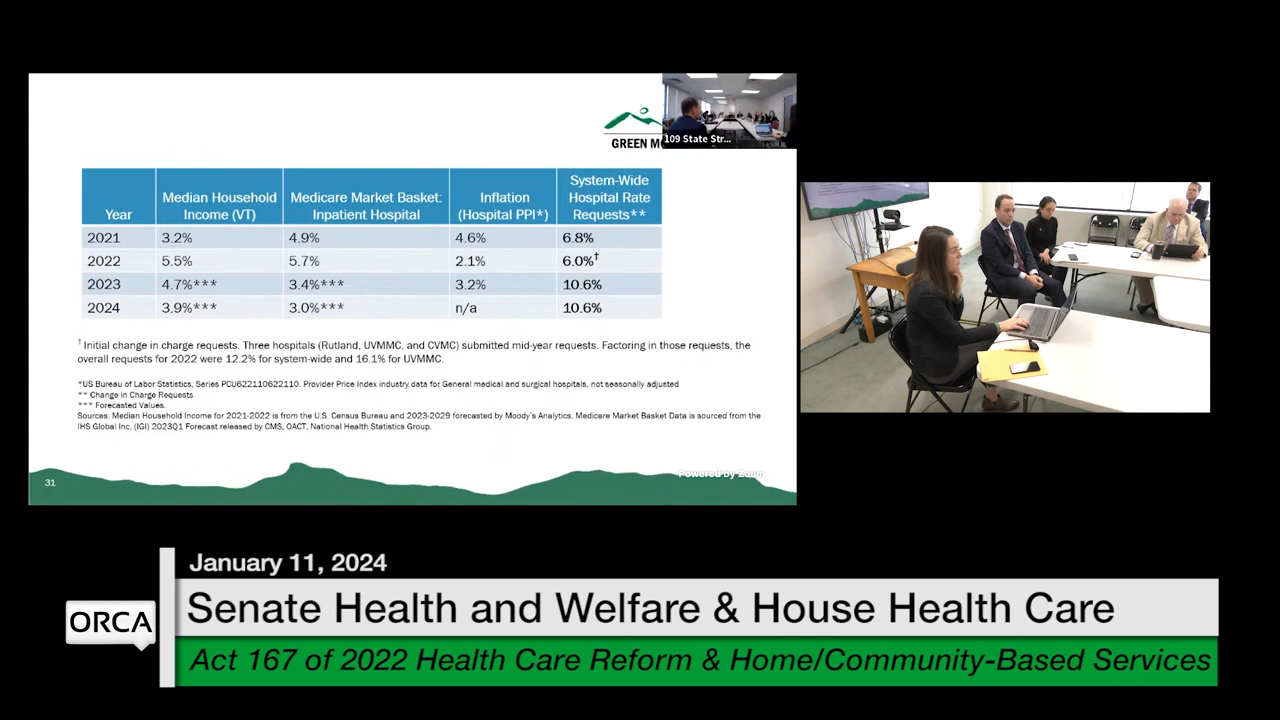 GREEN MO
109 State Str...
Year
Median Household Income (VT)
Medicare Market Basket: Inpatient Hospital
Inflation (Hospital PPI*)
System-Wide Hospital Rate Requests**
2021 3.2% 4.9% 4.6% 6.8%
2022 5.5% 5.7% 2.1% 6.0%†
2023 4.7%*** 3.4%*** 3.2% 10.6%
2024 3.9%*** 3.0%*** n/a 10.6%
† Initial change in charge requests. Three hospitals (Rutland, UVMMC, and CVMC) submitted mid-year requests. Factoring in those requests, the
overall requests for 2022 were 12.2% for system-wide and 16.1% for UVMMC.
*US Bureau of Labor Statistics, Series PCU622110622110. Provider Price Index industry data for General medical and surgical hospitals, not seasonally adjusted
** Change in Charge Requests
*** Forecasted Values.
Sources: Median Household Income for 2021-2022 is from the U.S. Census Bureau and 2023-2029 forecasted by Moody's Analytics. Medicare Market Basket Data is sourced from the
IHS Global Inc. (IGI) 2023Q1 Forecast released by CMS, OACT, National Health Statistics Group.
Powered by Zoom
31
January 11, 2024
ORCA
Senate Health and Welfare & House Health Care
Act 167 of 2022 Health Care Reform & Home/Community-Based Services